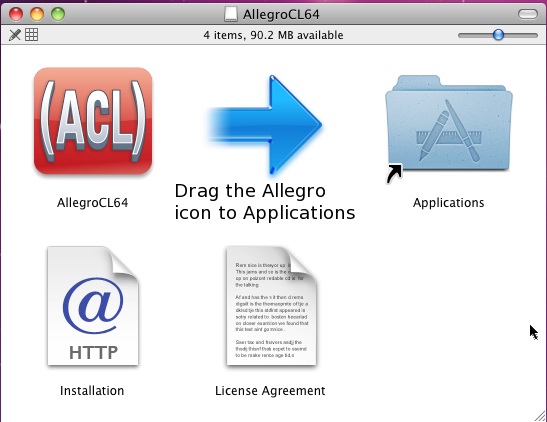 AllegroCL64
4 items, 90.2 MB available
(ACL)
Drag the Allegro
icon to Applications
AllegroCL64
Applications
@
HTTP
Installation
License Agreement